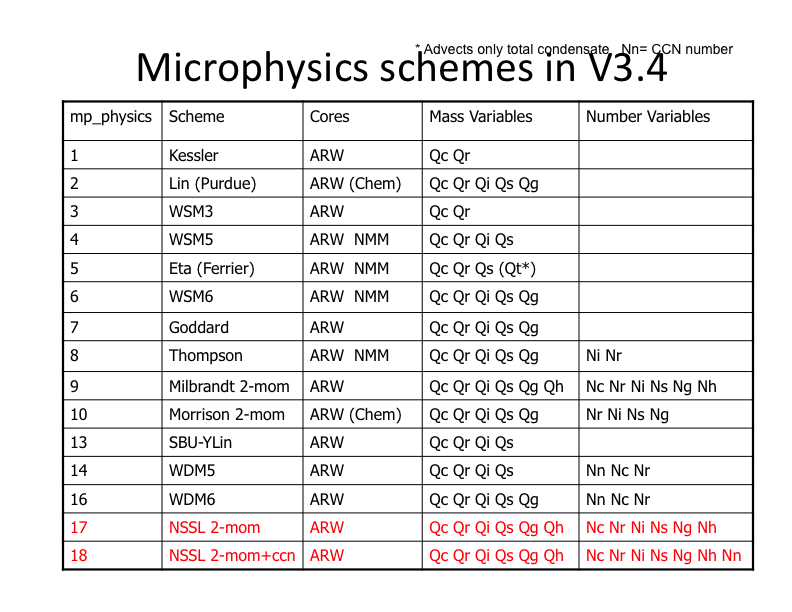 * Advects only total condensate   Nn= CCN number
Microphysics schemes in V3.4
mp_physics Scheme Cores Mass Variables Number Variables
1 Kessler ARW Qc Qr
2 Lin (Purdue) ARW (Chem) Qc Qr Qi Qs Qg
3 WSM3 ARW Qc Qr
4 WSM5 ARW  NMM Qc Qr Qi Qs
5 Eta (Ferrier) ARW  NMM Qc Qr Qs (Qt*)
6 WSM6 ARW  NMM Qc Qr Qi Qs Qg
7 Goddard ARW Qc Qr Qi Qs Qg
8 Thompson ARW  NMM Qc Qr Qi Qs Qg Ni Nr
9 Milbrandt 2-mom ARW Qc Qr Qi Qs Qg Qh Nc Nr Ni Ns Ng Nh
10 Morrison 2-mom ARW (Chem) Qc Qr Qi Qs Qg Nr Ni Ns Ng
13 SBU-YLin ARW Qc Qr Qi Qs
14 WDM5 ARW Qc Qr Qi Qs Nn Nc Nr
16 WDM6 ARW Qc Qr Qi Qs Qg Nn Nc Nr
17 NSSL 2-mom ARW Qc Qr Qi Qs Qg Qh Nc Nr Ni Ns Ng Nh
18 NSSL 2-mom+ccn ARW Qc Qr Qi Qs Qg Qh Nc Nr Ni Ns Ng Nh Nn